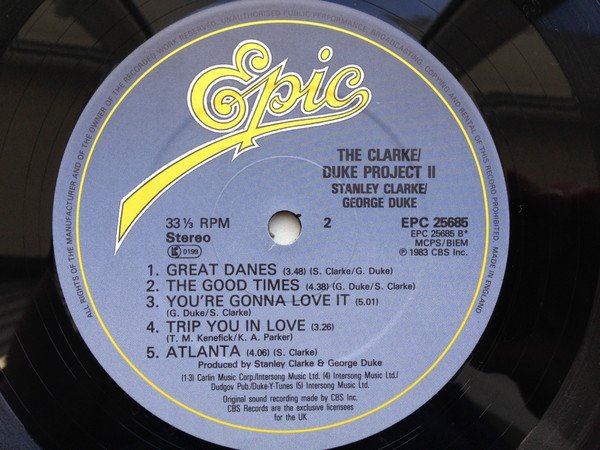 ALL RIGHTS OF THE MANUFACTURER AND OF THE OWNER OF THE RECORDED WORK RESERVED. UNAUTHORISED PUBLIC PERFORMANCE, BROADCASTING, COPYING AND RENTAL OF THIS RECORD PROHIBITED. MADE IN ENGLAND
Epic
THE CLARKE/
DUKE PROJECT II
STANLEY CLARKE/
GEORGE DUKE
33⅓ RPM
Stereo
LC 0199
2
EPC 25685
EPC 25685 B*
MCPS/BIEM
℗ 1983 CBS Inc.
1. GREAT DANES (3.48) (S. Clarke/G. Duke)
2. THE GOOD TIMES (4.38) (G. Duke/S. Clarke)
3. YOU'RE GONNA LOVE IT (5.01)
(G. Duke/S. Clarke)
4. TRIP YOU IN LOVE (3.26)
(T. M. Kenefick/K. A. Parker)
5. ATLANTA (4.06) (S. Clarke)
Produced by Stanley Clarke & George Duke
(1-3) Carlin Music Corp./Intersong Music Ltd. (4) Intersong Music Ltd./
Dudgov Pub./Duke-Y-Tunes (5) Intersong Music Ltd.
Original sound recording made by CBS Inc.
CBS Records are the exclusive licensees
for the UK